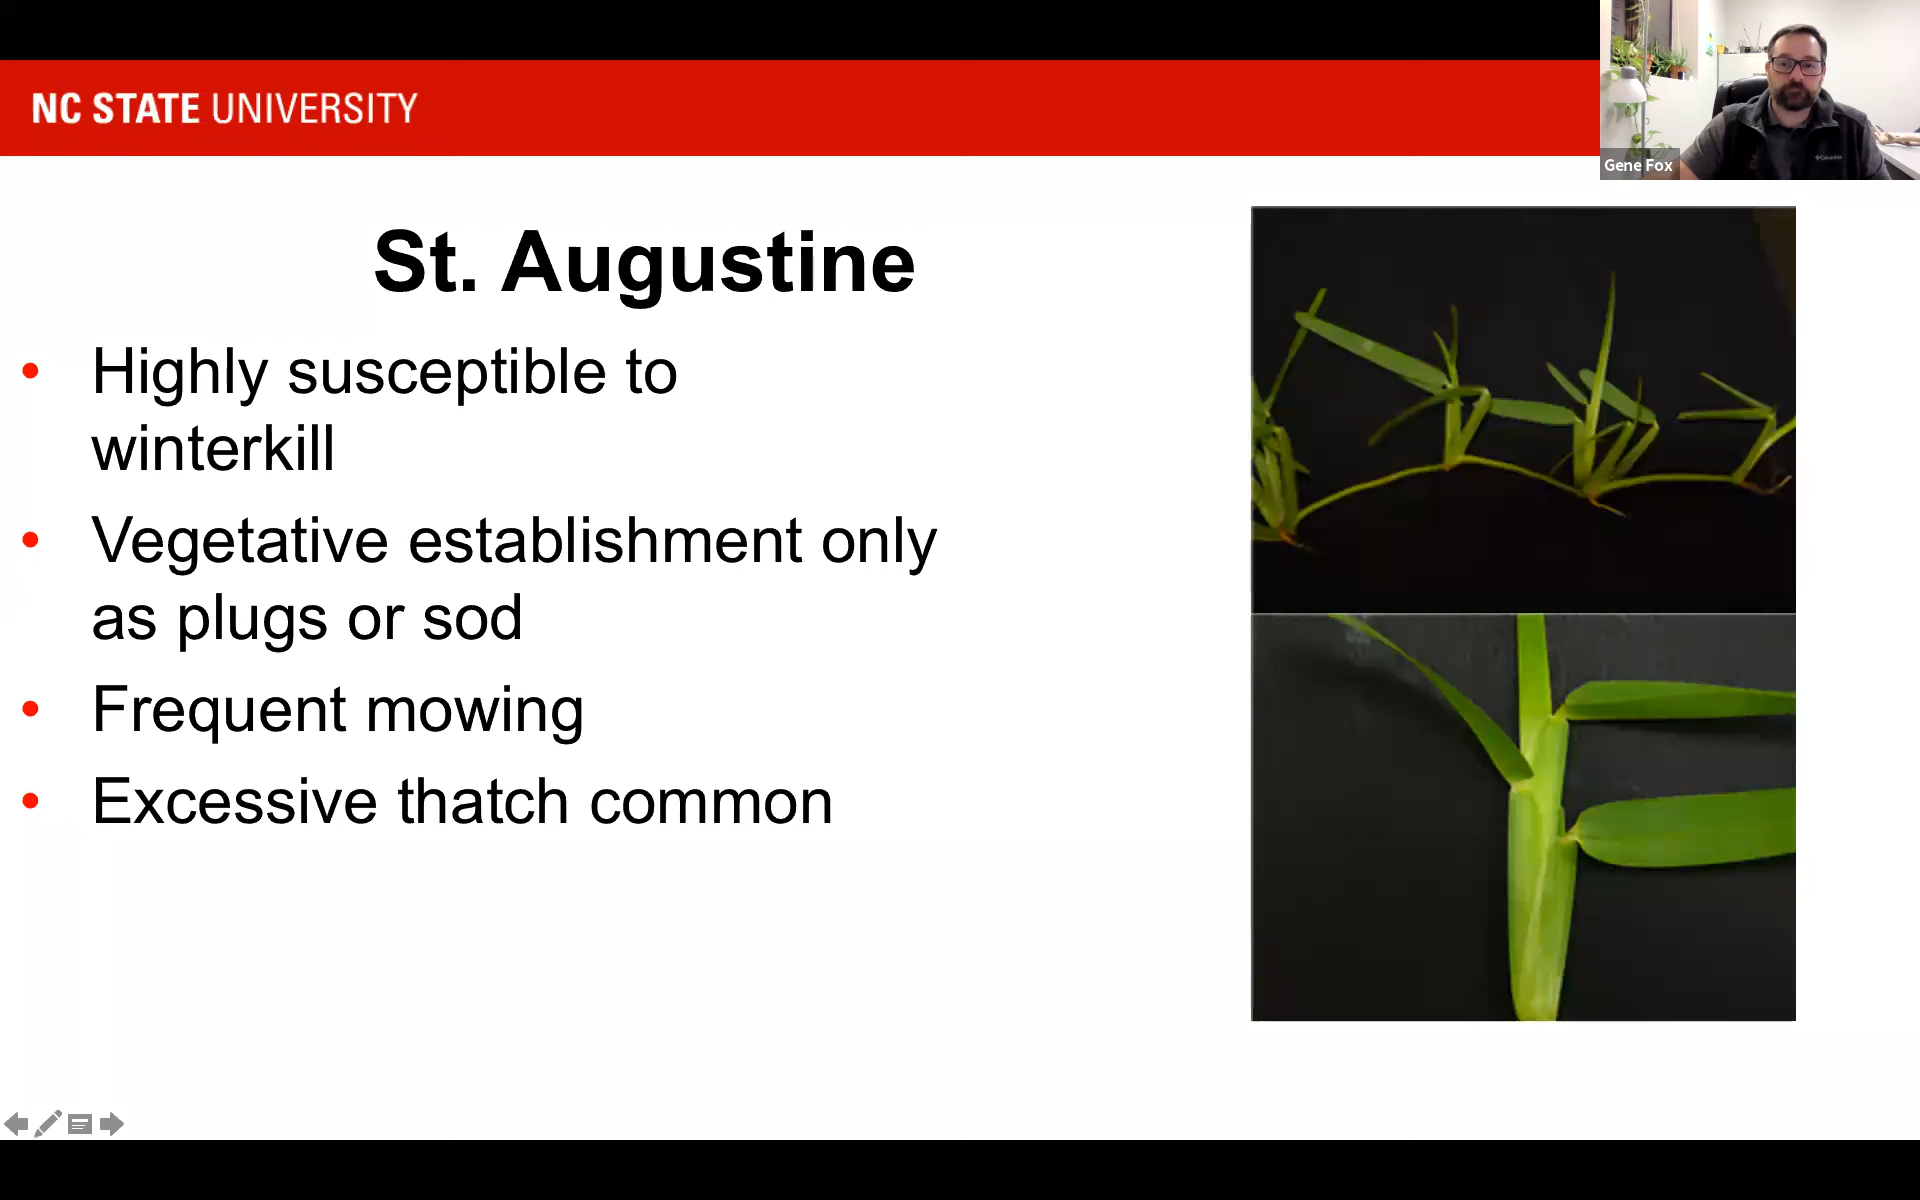 NC STATE UNIVERSITY
Gene Fox
St. Augustine
• Highly susceptible to
winterkill
• Vegetative establishment only
as plugs or sod
• Frequent mowing
• Excessive thatch common